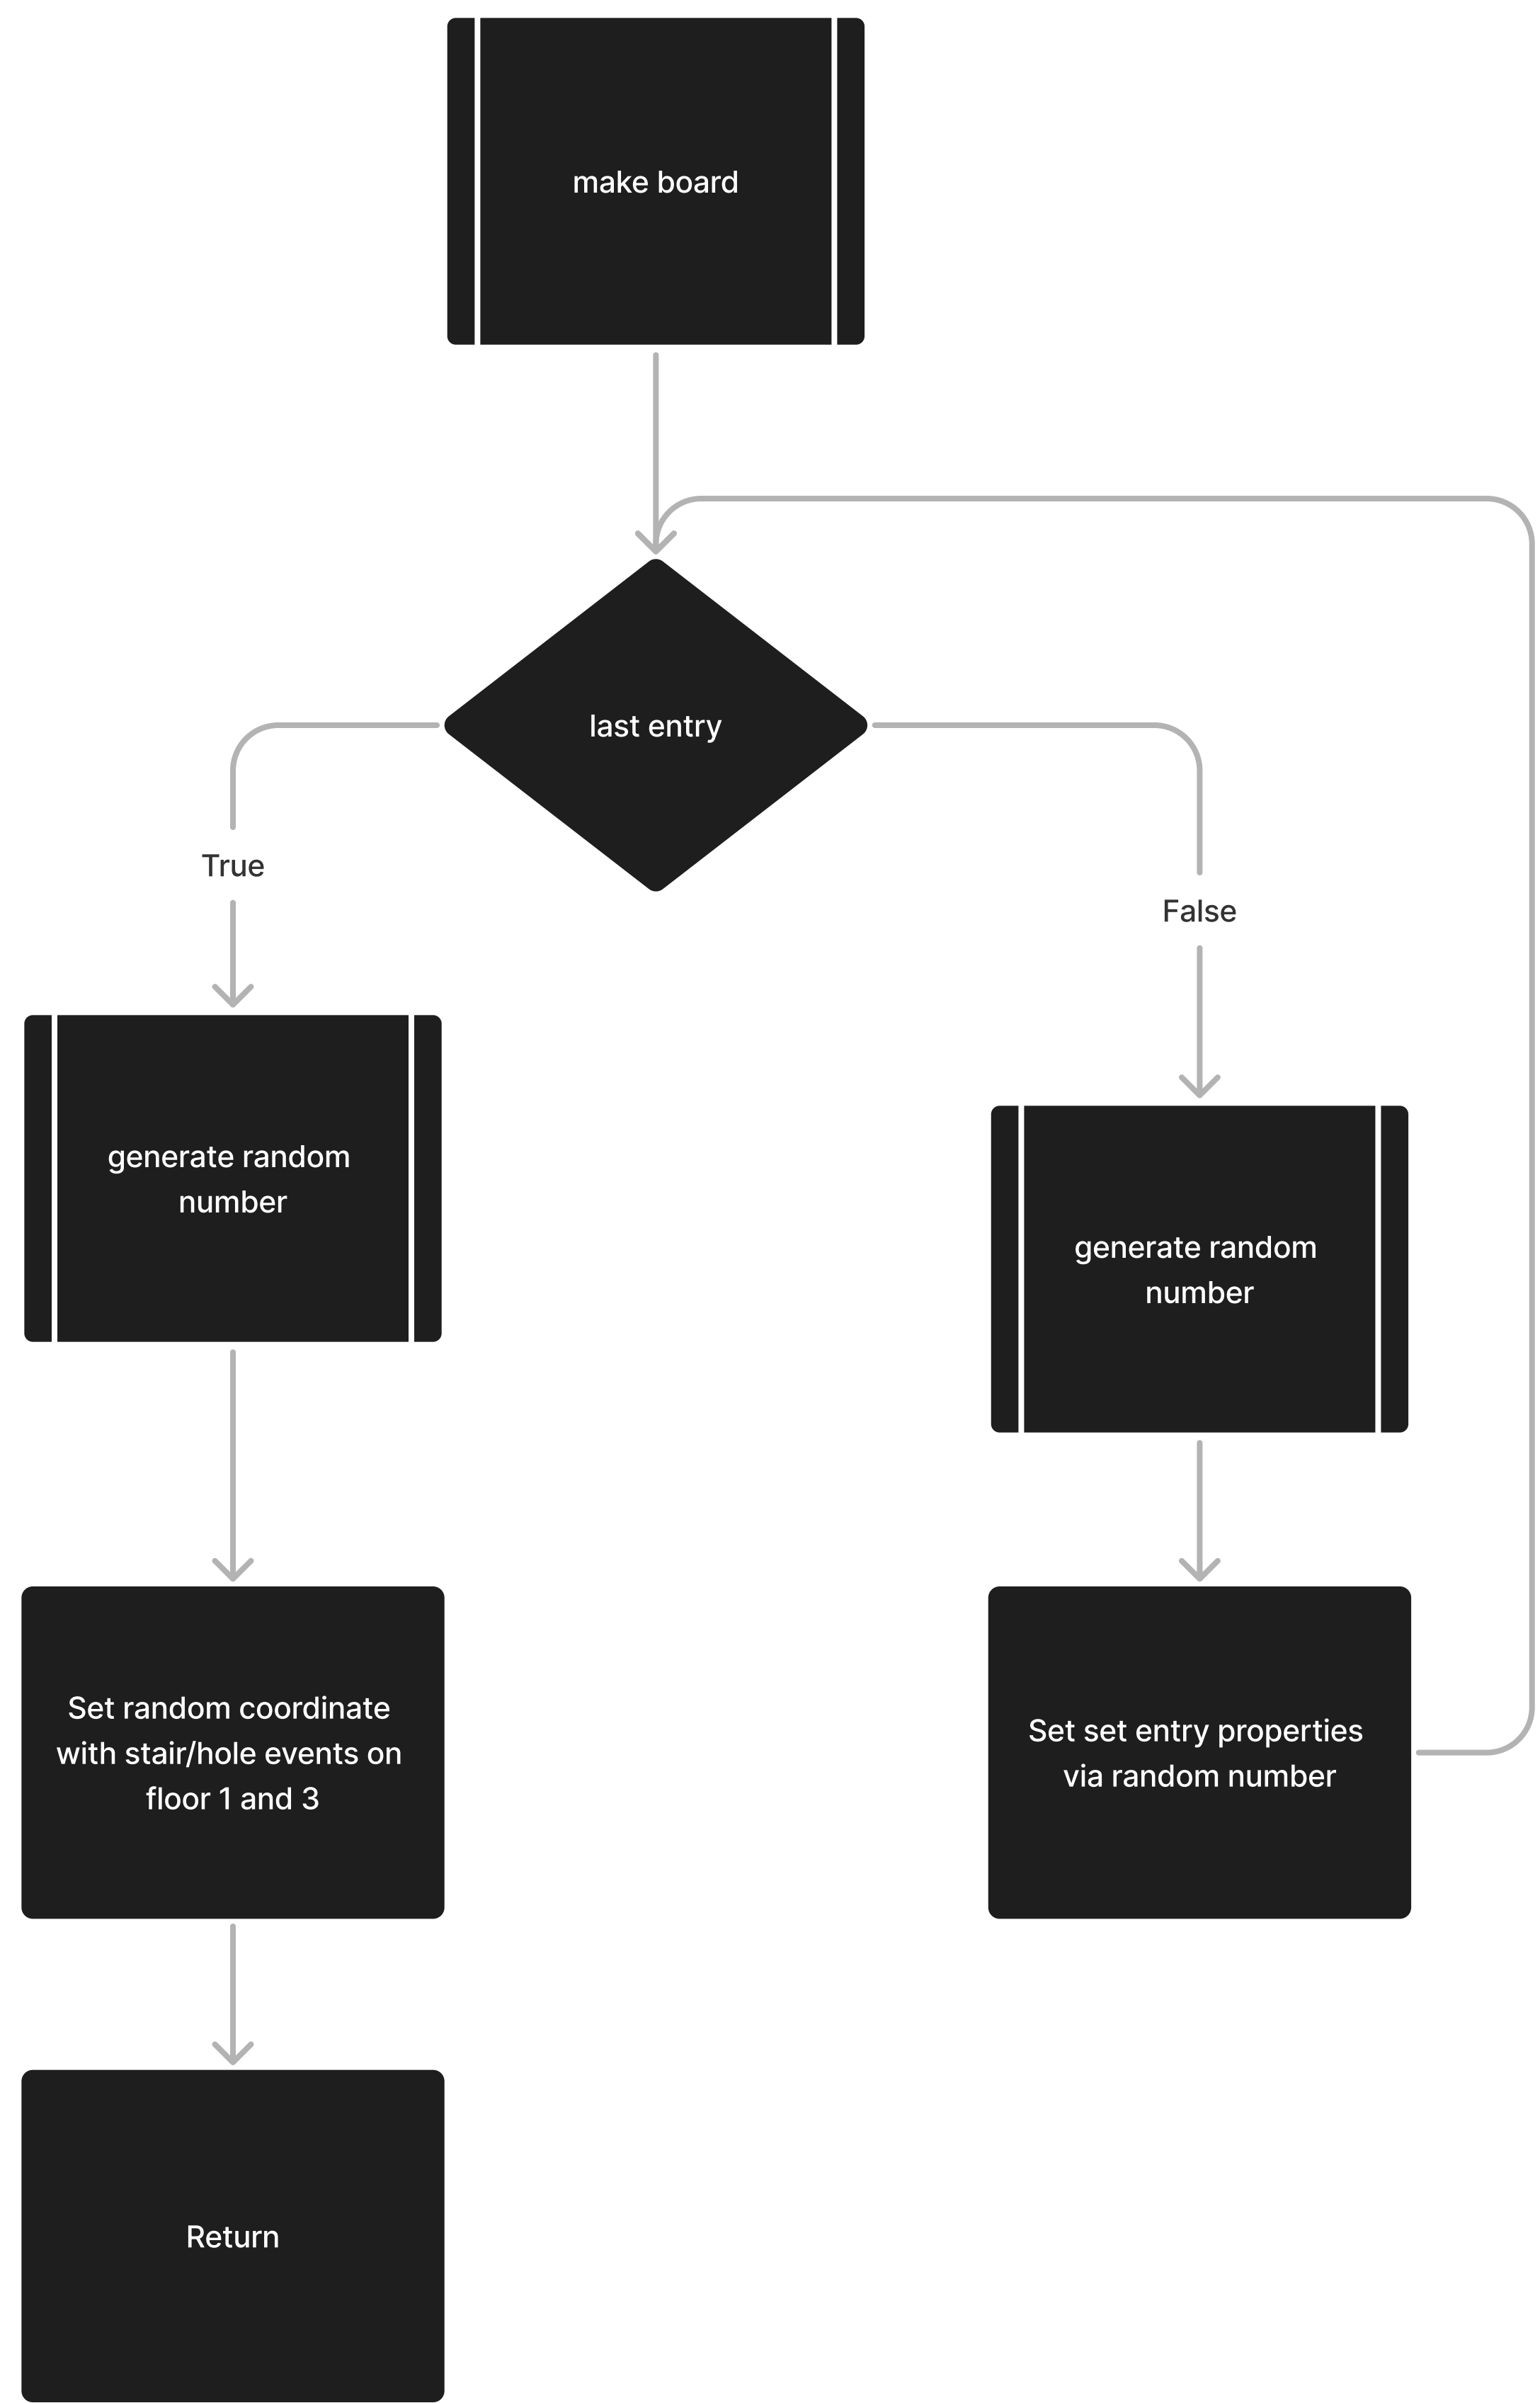 make board
last entry
True
False
generate random
number
generate random
number
Set random coordinate
with stair/hole events on
floor 1 and 3
Set set entry properties
via random number
Return